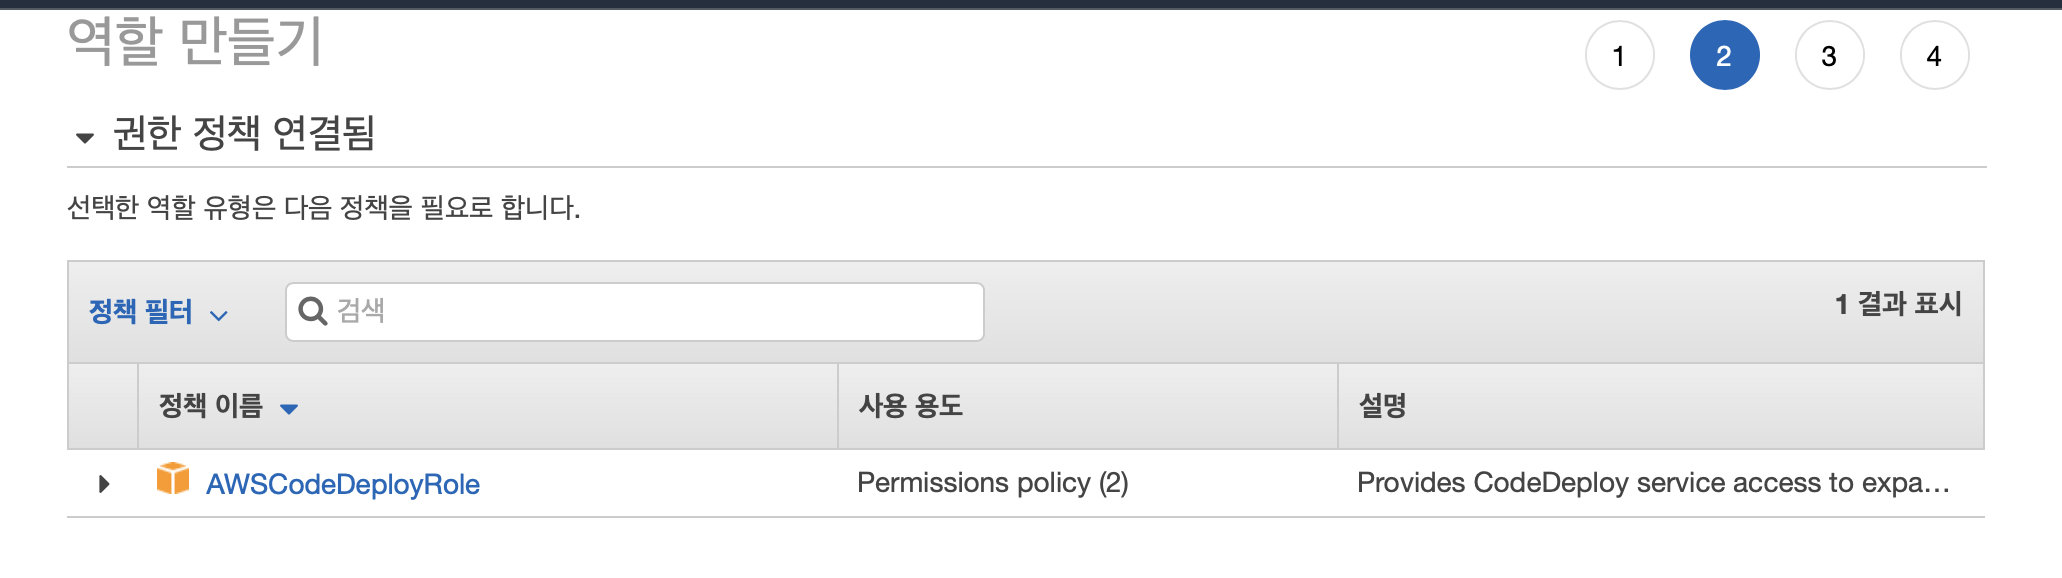 역할 만들기
1 2 3 4
권한 정책 연결됨
선택한 역할 유형은 다음 정책을 필요로 합니다.
정책 필터 검색 1 결과 표시
정책 이름 사용 용도 설명
AWSCodeDeployRole Permissions policy (2) Provides CodeDeploy service access to expa...